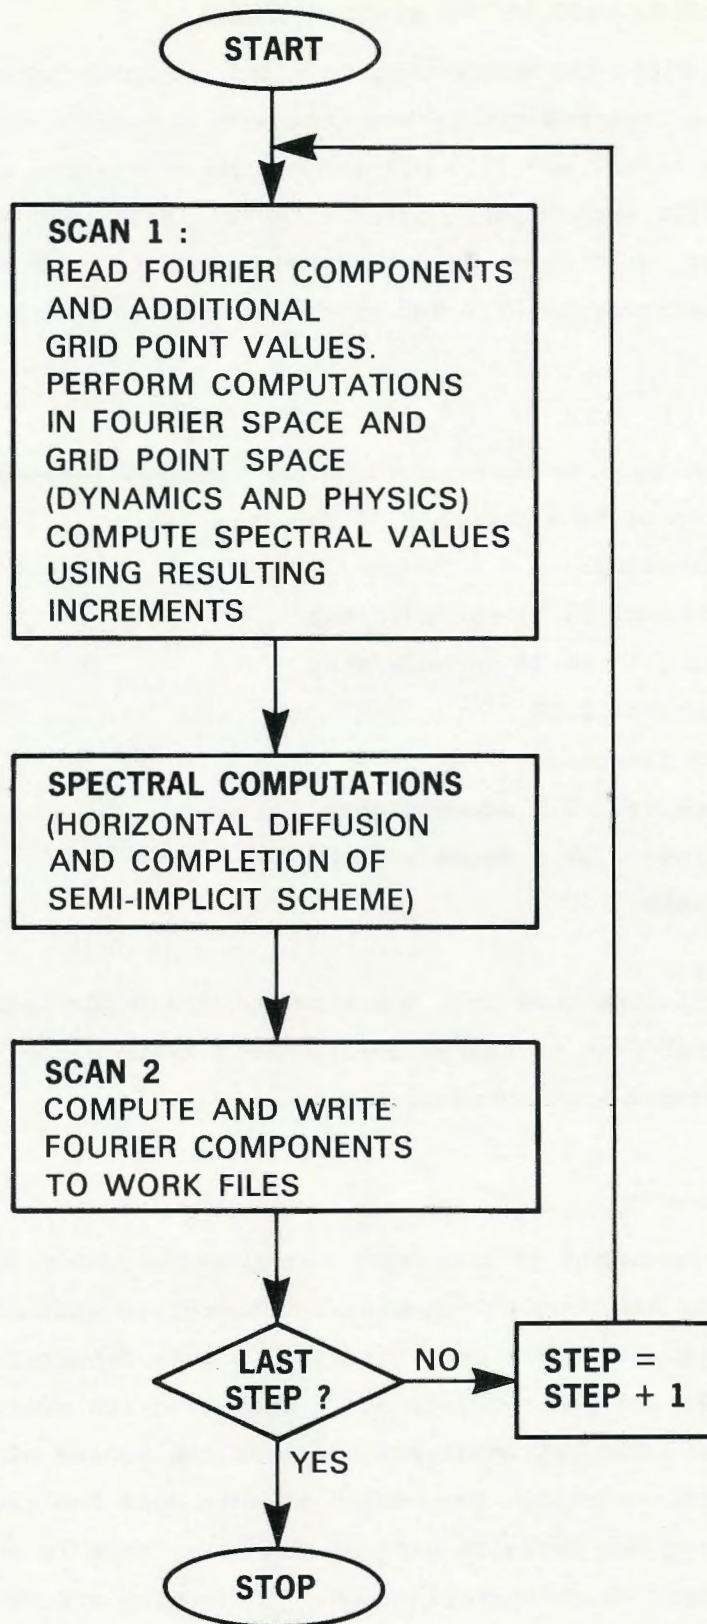 START
SCAN 1 :
READ FOURIER COMPONENTS
AND ADDITIONAL
GRID POINT VALUES.
PERFORM COMPUTATIONS
IN FOURIER SPACE AND
GRID POINT SPACE
(DYNAMICS AND PHYSICS)
COMPUTE SPECTRAL VALUES
USING RESULTING
INCREMENTS
SPECTRAL COMPUTATIONS
(HORIZONTAL DIFFUSION
AND COMPLETION OF
SEMI-IMPLICIT SCHEME)
SCAN 2
COMPUTE AND WRITE
FOURIER COMPONENTS
TO WORK FILES
LAST
STEP ?
NO
STEP =
STEP + 1
YES
STOP